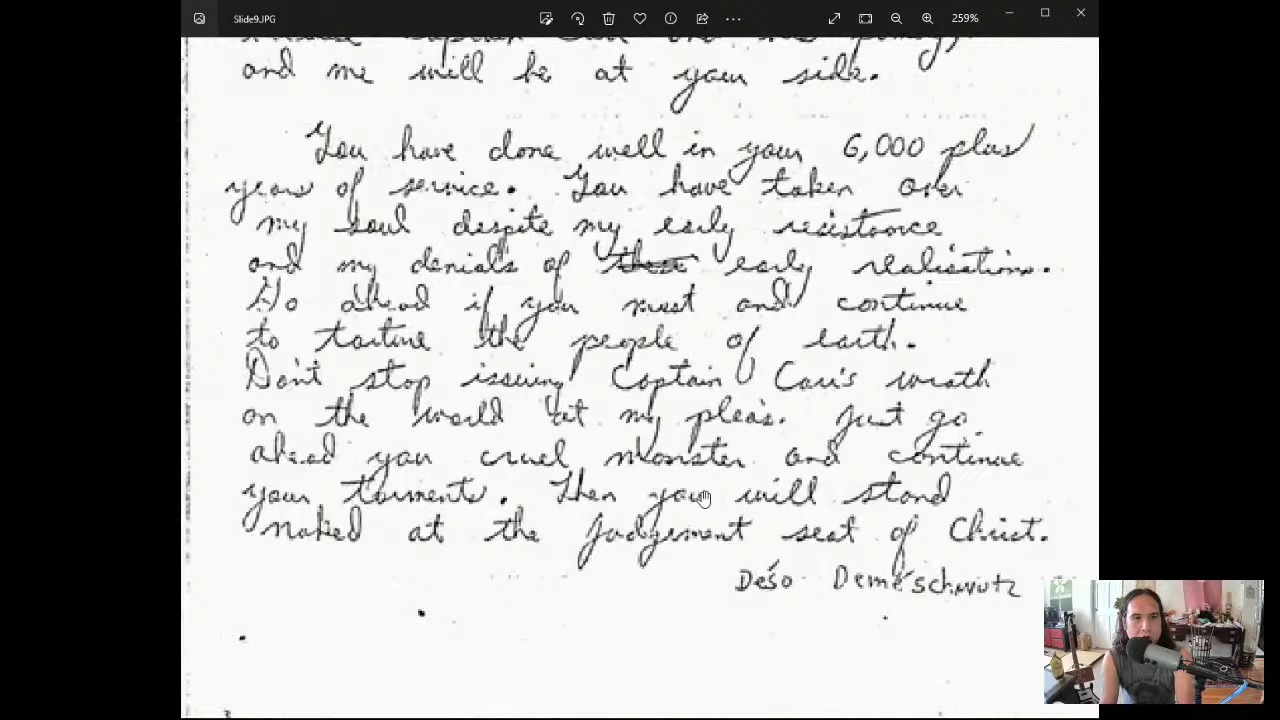 Slide9.JPG
259%
and me will be at your side.
You have done well in your 6,000 plus
years of service. You have taken over
my soul despite my early resistance
and my denials of these early realisations.
Go ahead if you must and continue
to torture the people of earth.
Don't stop issuing Captain Cari's wrath
on the world at my pleas. Just go
ahead you cruel monster and continue
your torments. Then you will stand
naked at the judgement seat of Christ.